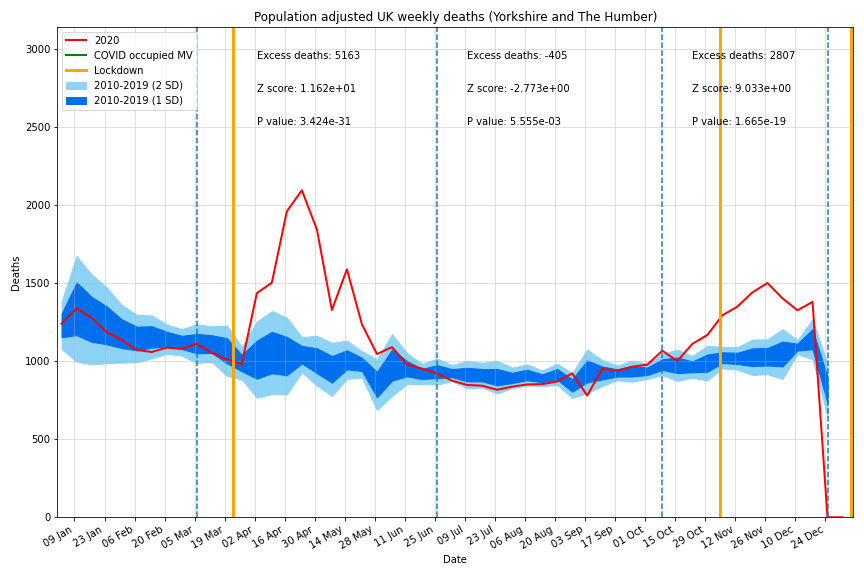 Population adjusted UK weekly deaths (Yorkshire and The Humber)
2020
COVID occupied MV
Lockdown
2010-2019 (2 SD)
2010-2019 (1 SD)
Excess deaths: 5163
Z score: 1.162e+01
P value: 3.424e-31
Excess deaths: -405
Z score: -2.773e+00
P value: 5.555e-03
Excess deaths: 2807
Z score: 9.033e+00
P value: 1.665e-19
Deaths
3000
2500
2000
1500
1000
500
0
09 Jan
23 Jan
06 Feb
20 Feb
05 Mar
19 Mar
02 Apr
16 Apr
30 Apr
14 May
28 May
11 Jun
25 Jun
09 Jul
23 Jul
06 Aug
20 Aug
03 Sep
17 Sep
01 Oct
15 Oct
29 Oct
12 Nov
26 Nov
10 Dec
24 Dec
Date